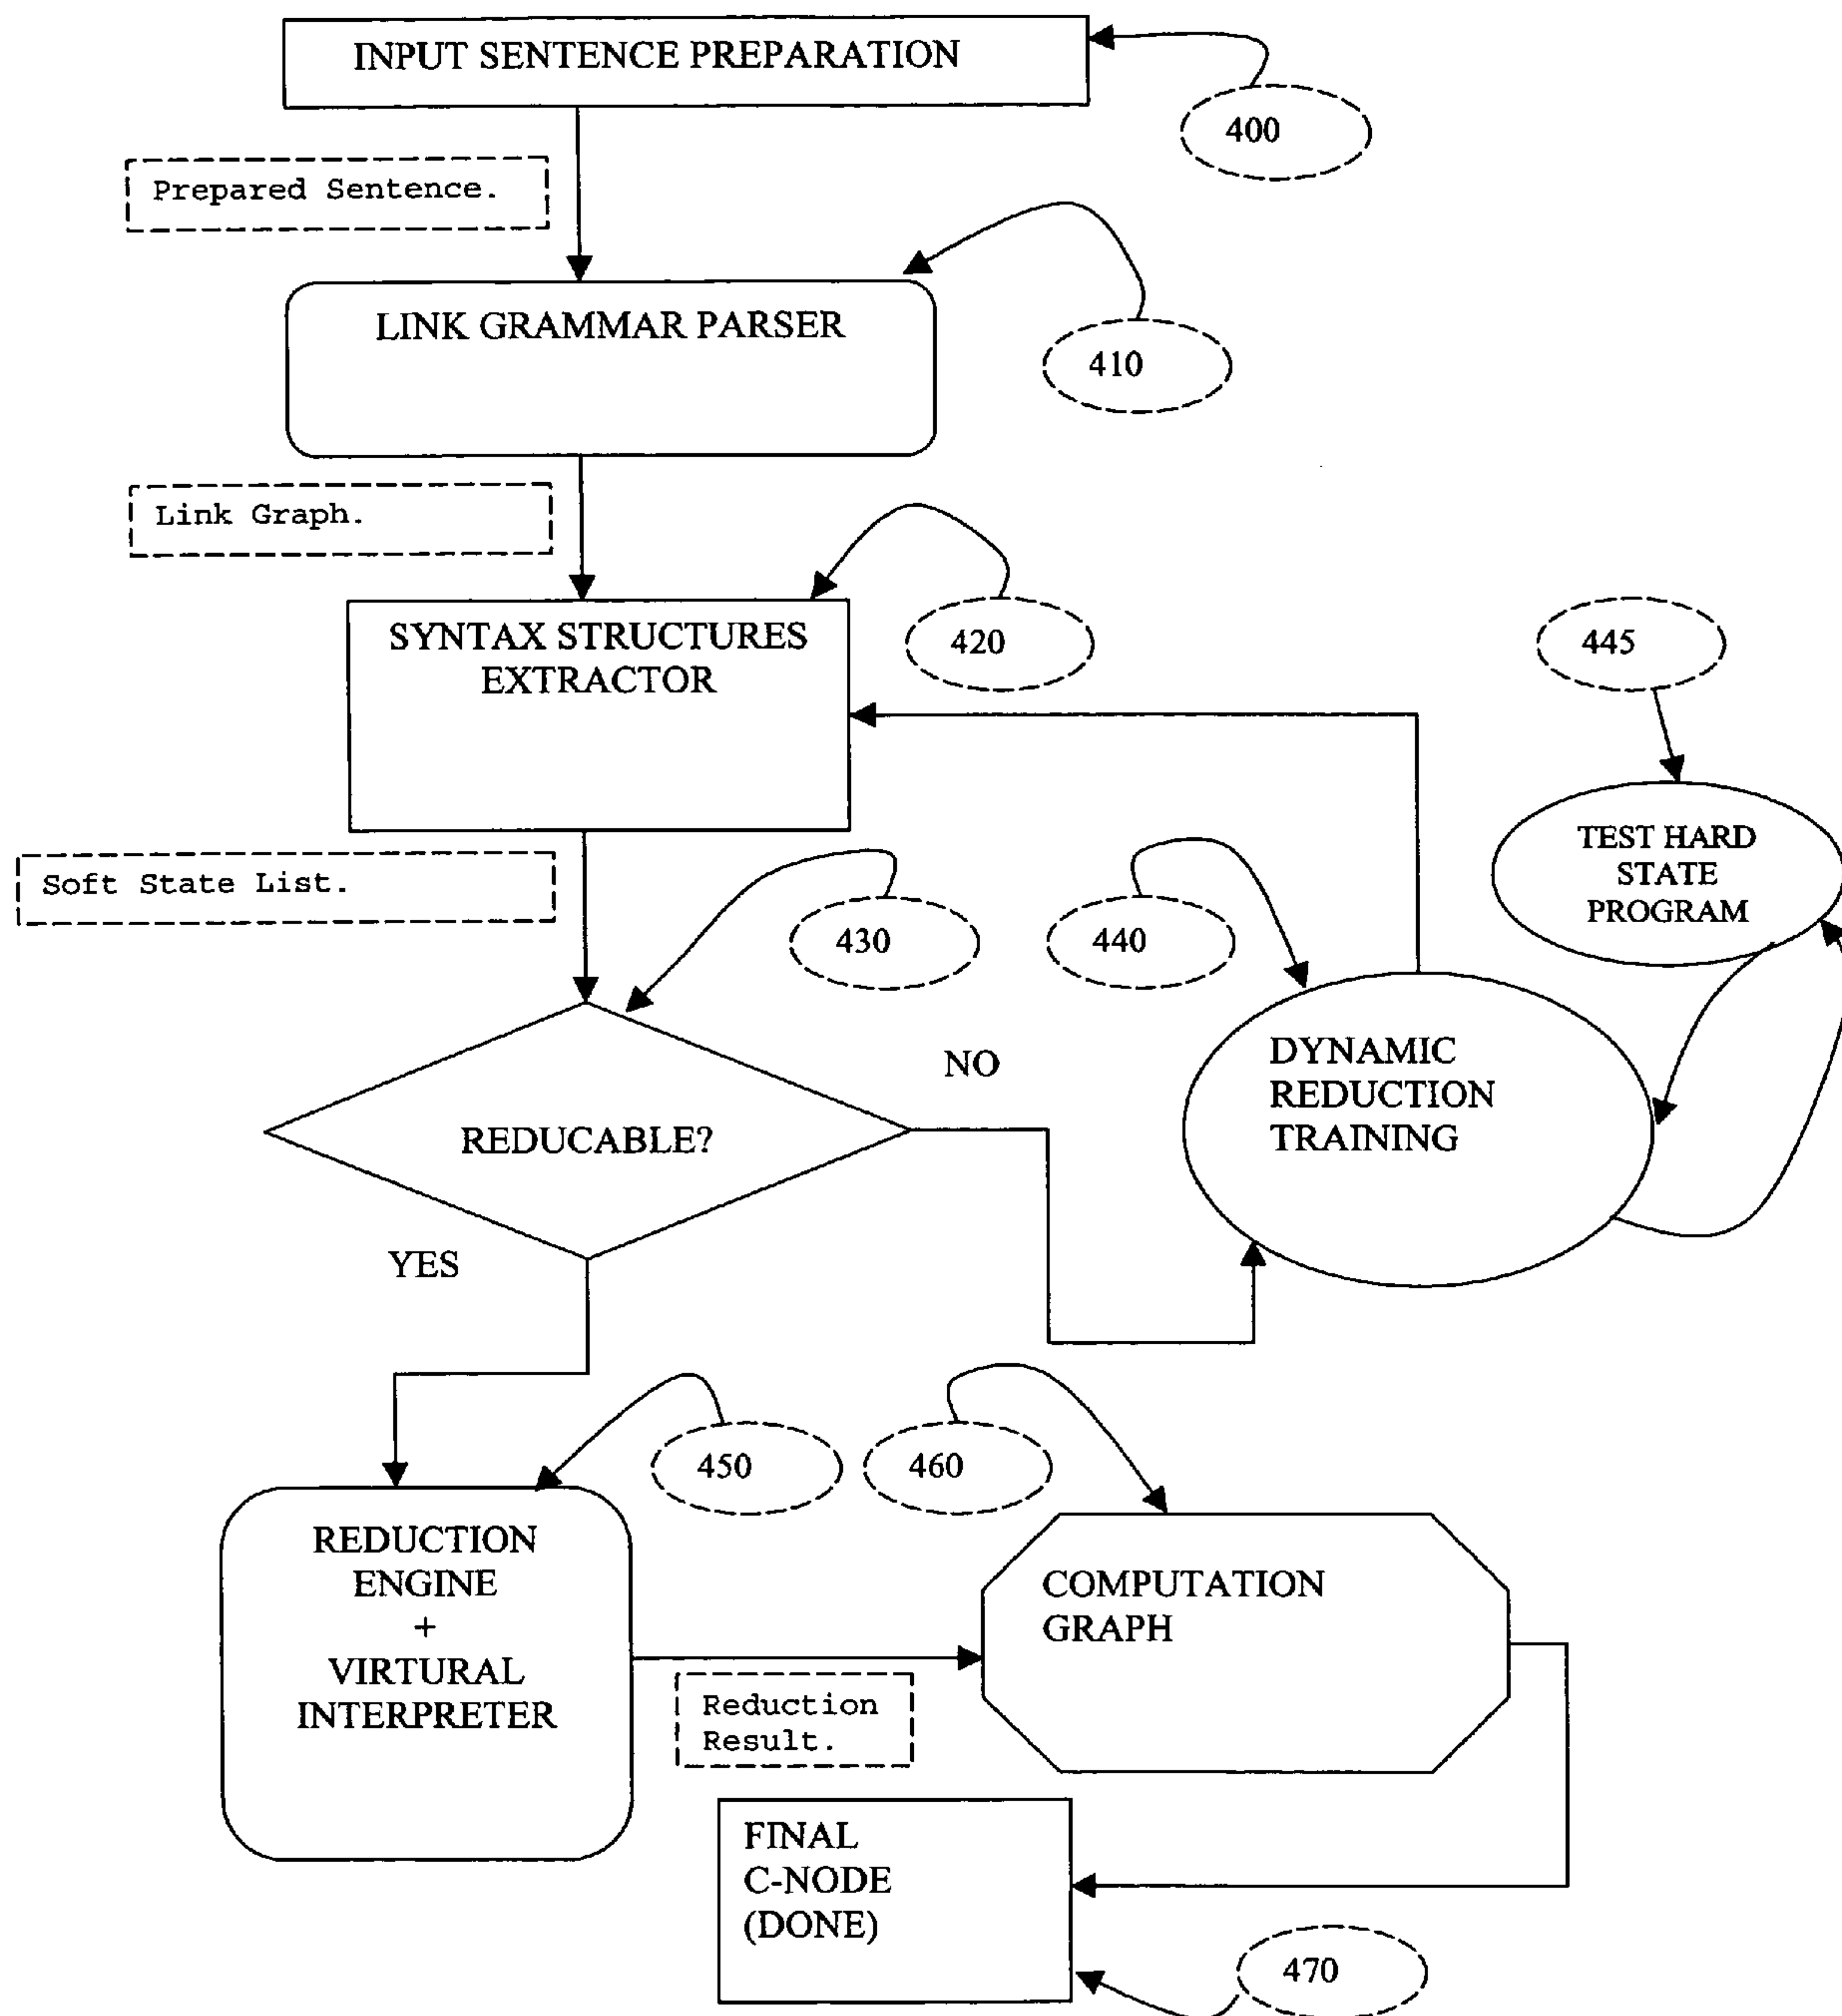 INPUT SENTENCE PREPARATION
400
Prepared Sentence.
LINK GRAMMAR PARSER
410
Link Graph.
SYNTAX STRUCTURES
EXTRACTOR
420
445
TEST HARD
STATE
PROGRAM
Soft State List.
430
440
NO
DYNAMIC
REDUCTION
TRAINING
REDUCABLE?
YES
450
460
REDUCTION
ENGINE
+
VIRTURAL
INTERPRETER
COMPUTATION
GRAPH
Reduction
Result.
FINAL
C-NODE
(DONE)
470